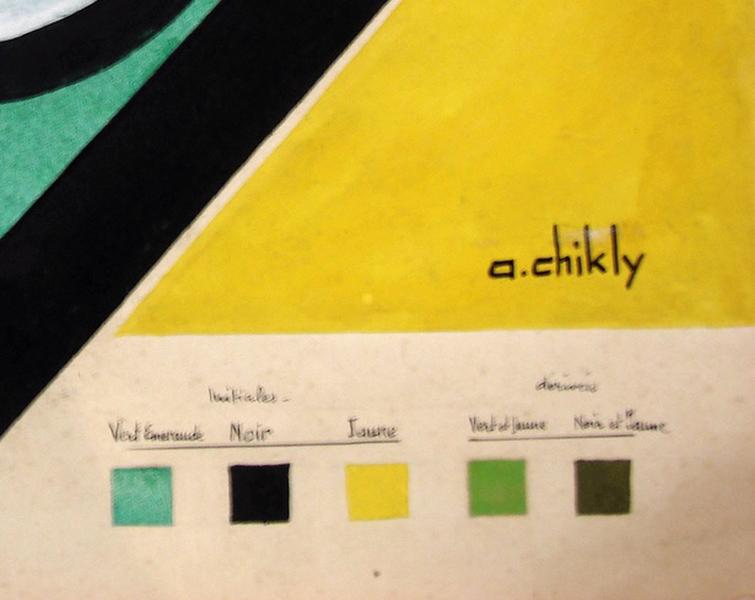 a.chikly
Initiales - dérivées
Vert Emeraude Noir Jaune Vert et Jaune Noir et Jaune